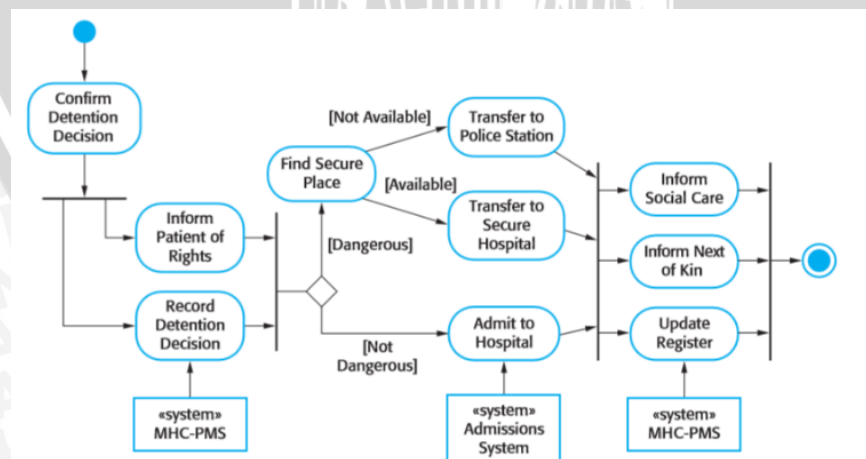 Confirm
Detention
Decision
Inform
Patient of
Rights
Record
Detention
Decision
«system»
MHC-PMS
Find Secure
Place
[Dangerous]
[Not
Dangerous]
[Not Available]
[Available]
Transfer to
Police Station
Transfer to
Secure
Hospital
Admit to
Hospital
«system»
Admissions
System
Inform
Social Care
Inform Next
of Kin
Update
Register
«system»
MHC-PMS